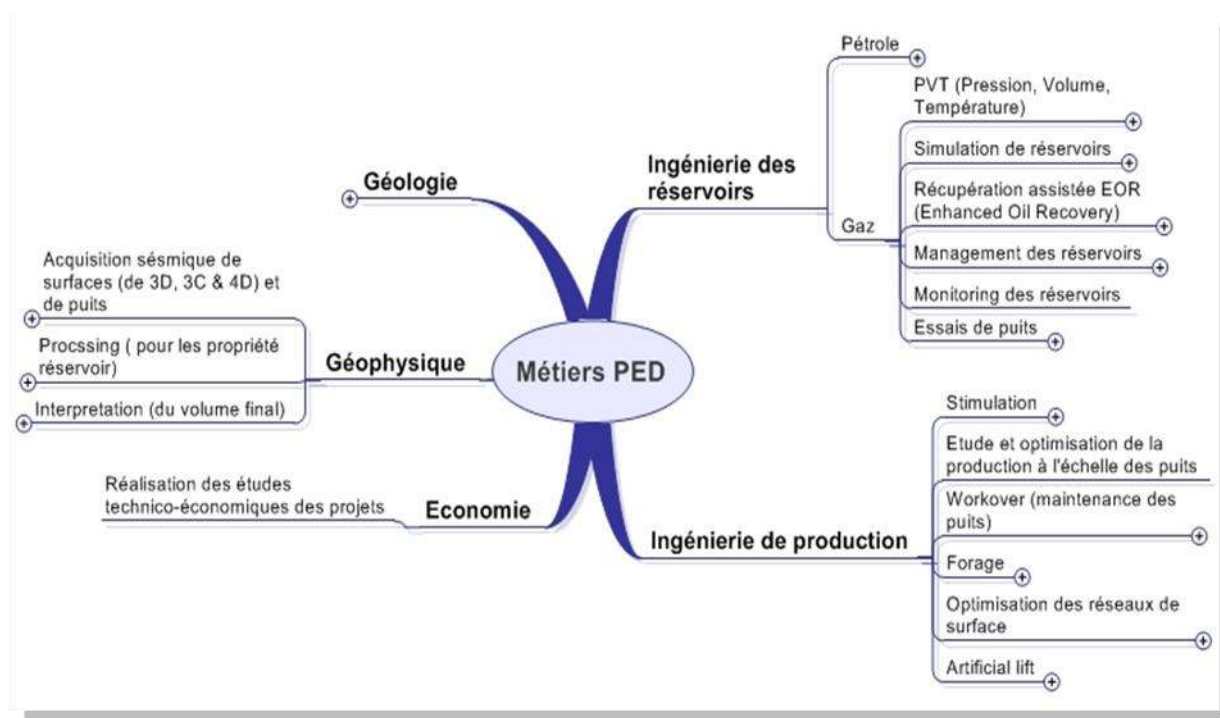 Métiers PED
Géologie
Géophysique
Acquisition sésmique de
surfaces (de 3D, 3C & 4D) et
de puits
Procssing ( pour les propriété
réservoir)
Interpretation (du volume final)
Economie
Réalisation des études
technico-économiques des projets
Ingénierie des
réservoirs
Pétrole
Gaz
PVT (Pression, Volume,
Température)
Simulation de réservoirs
Récupération assistée EOR
(Enhanced Oil Recovery)
Management des réservoirs
Monitoring des réservoirs
Essais de puits
Ingénierie de production
Stimulation
Etude et optimisation de la
production à l'échelle des puits
Workover (maintenance des
puits)
Forage
Optimisation des réseaux de
surface
Artificial lift